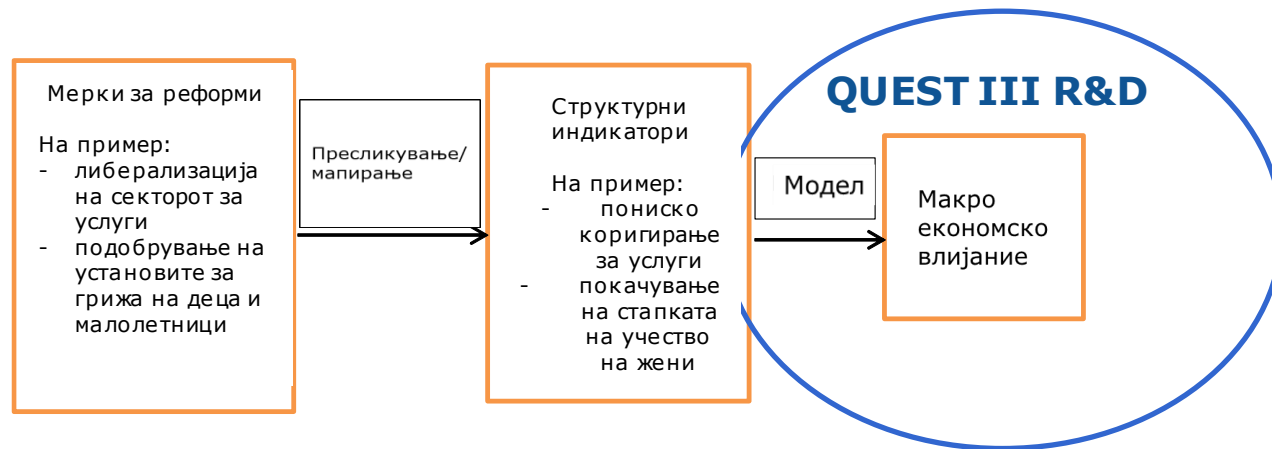 Мерки за реформи
На пример:
- либерализација
на секторот за
услуги
- подобрување на
установите за
грижа на деца и
малолетници
Пресликување/
мапирање
Структурни
индикатори
На пример:
- пониско
коригирање
за услуги
- покачување
на стапката
на учество
на жени
QUEST III R&D
Модел
Макро
економско
влијание